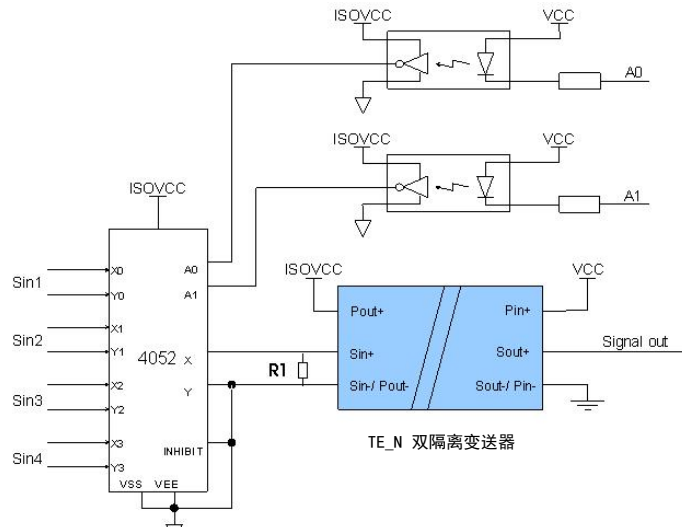 ISOVCC VCC
A0
ISOVCC VCC
A1
ISOVCC
ISOVCC VCC
Sin1 X0 A0
Y0 A1
Pout+ Pin+
Sin2 X1
Y1 4052 X Sin+ Sout+ Signal out
R1
Sin3 X2 Y Sin-/ Pout- Sout-/ Pin-
Y2
TE_N 双隔离变送器
Sin4 X3 INHIBIT
Y3
VSS VEE